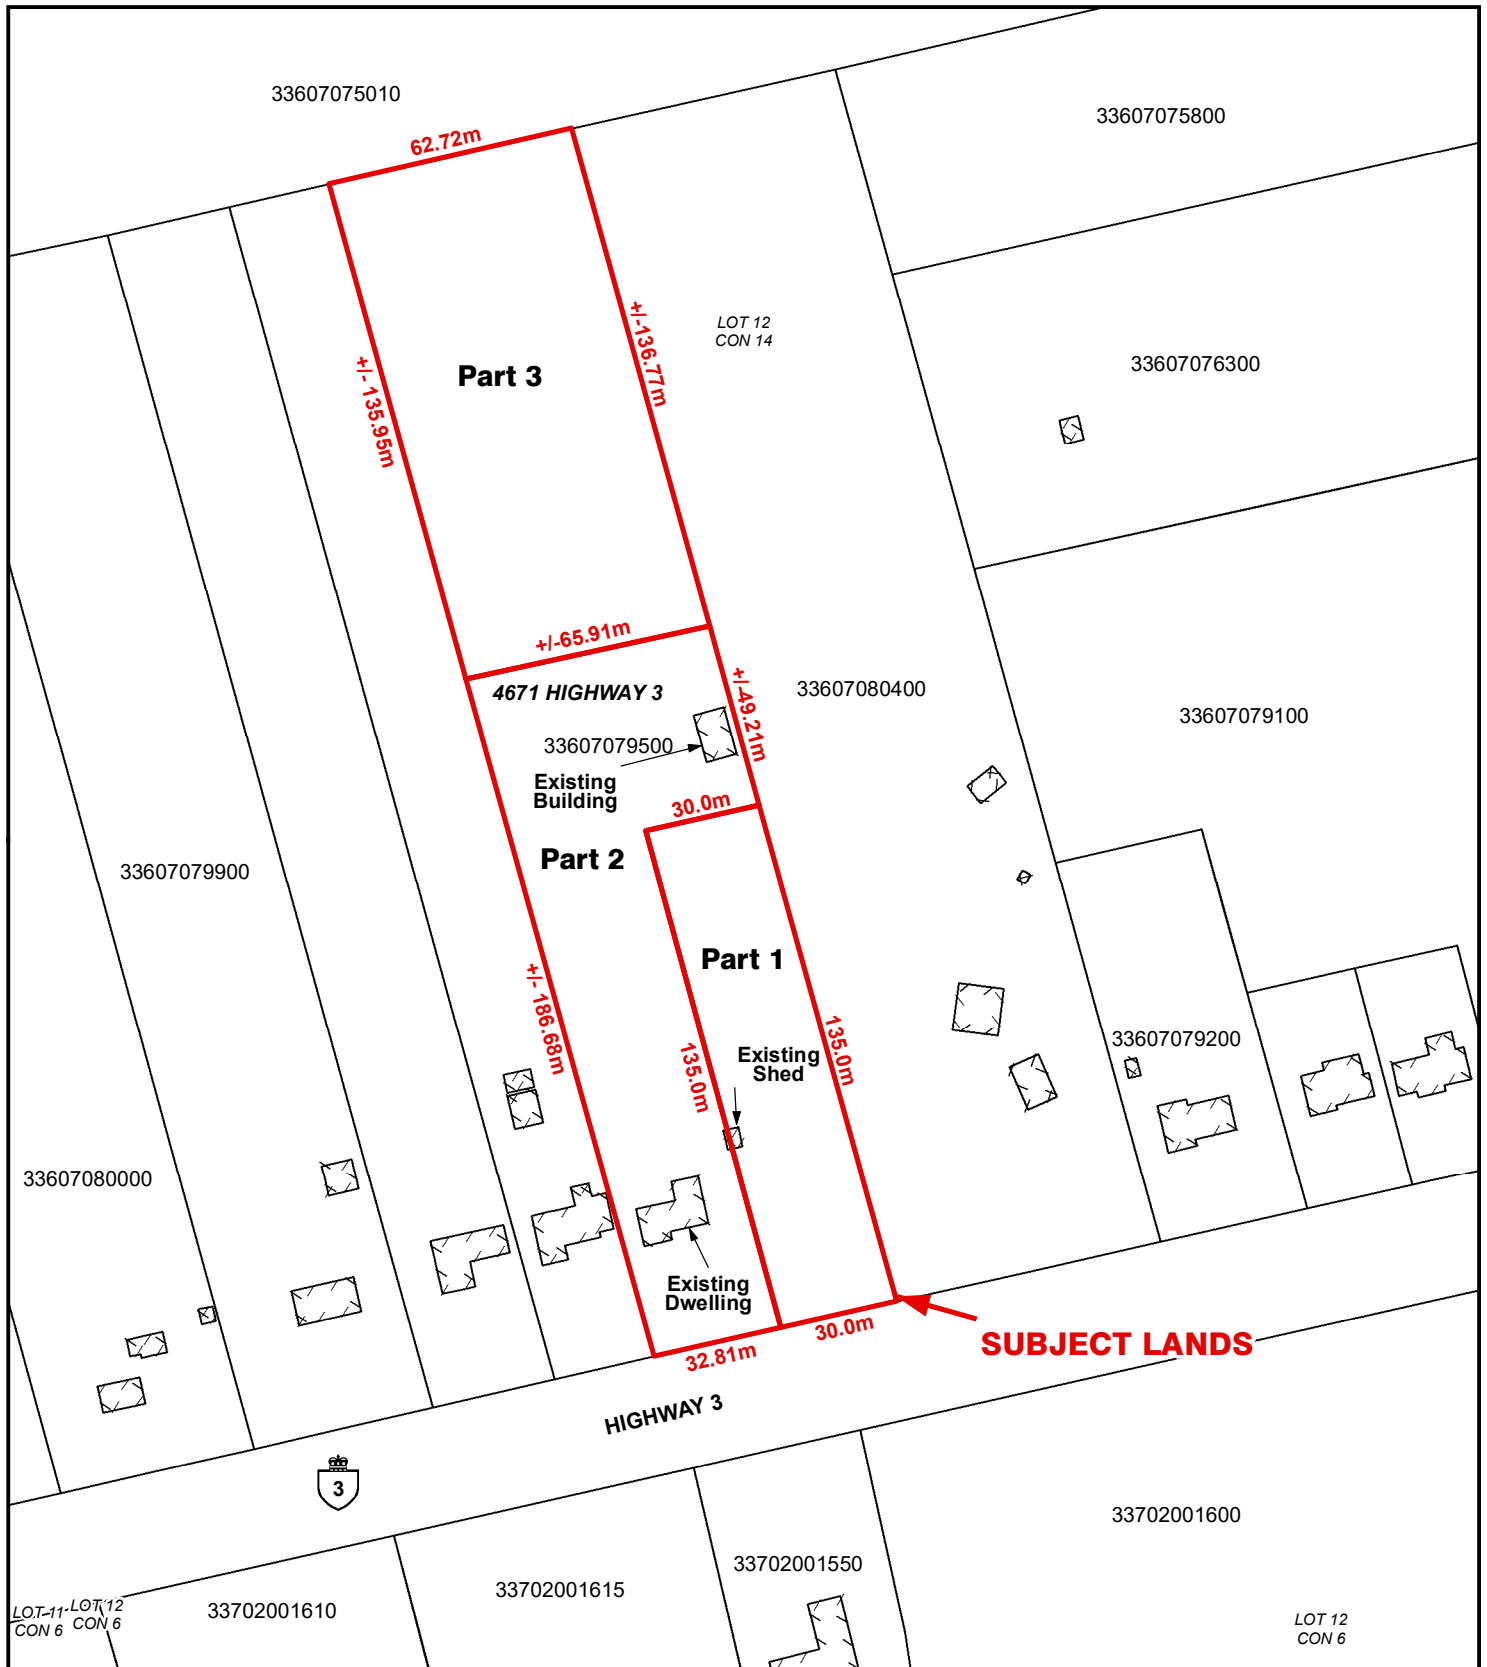 33607075010
33607075800
62.72m
LOT 12
CON 14
+/-136.77m
33607076300
Part 3
+/- 135.95m
+/-65.91m
4671 HIGHWAY 3
+/-49.21m
33607080400
33607079100
33607079500
Existing
Building
30.0m
Part 2
33607079900
Part 1
+/- 186.68m
135.0m
135.0m
Existing
Shed
33607079200
33607080000
Existing
Dwelling
30.0m
32.81m
SUBJECT LANDS
HIGHWAY 3
3
33702001600
33702001550
33702001615
33702001610
LOT 11
CON 6
LOT 12
CON 6
LOT 12
CON 6